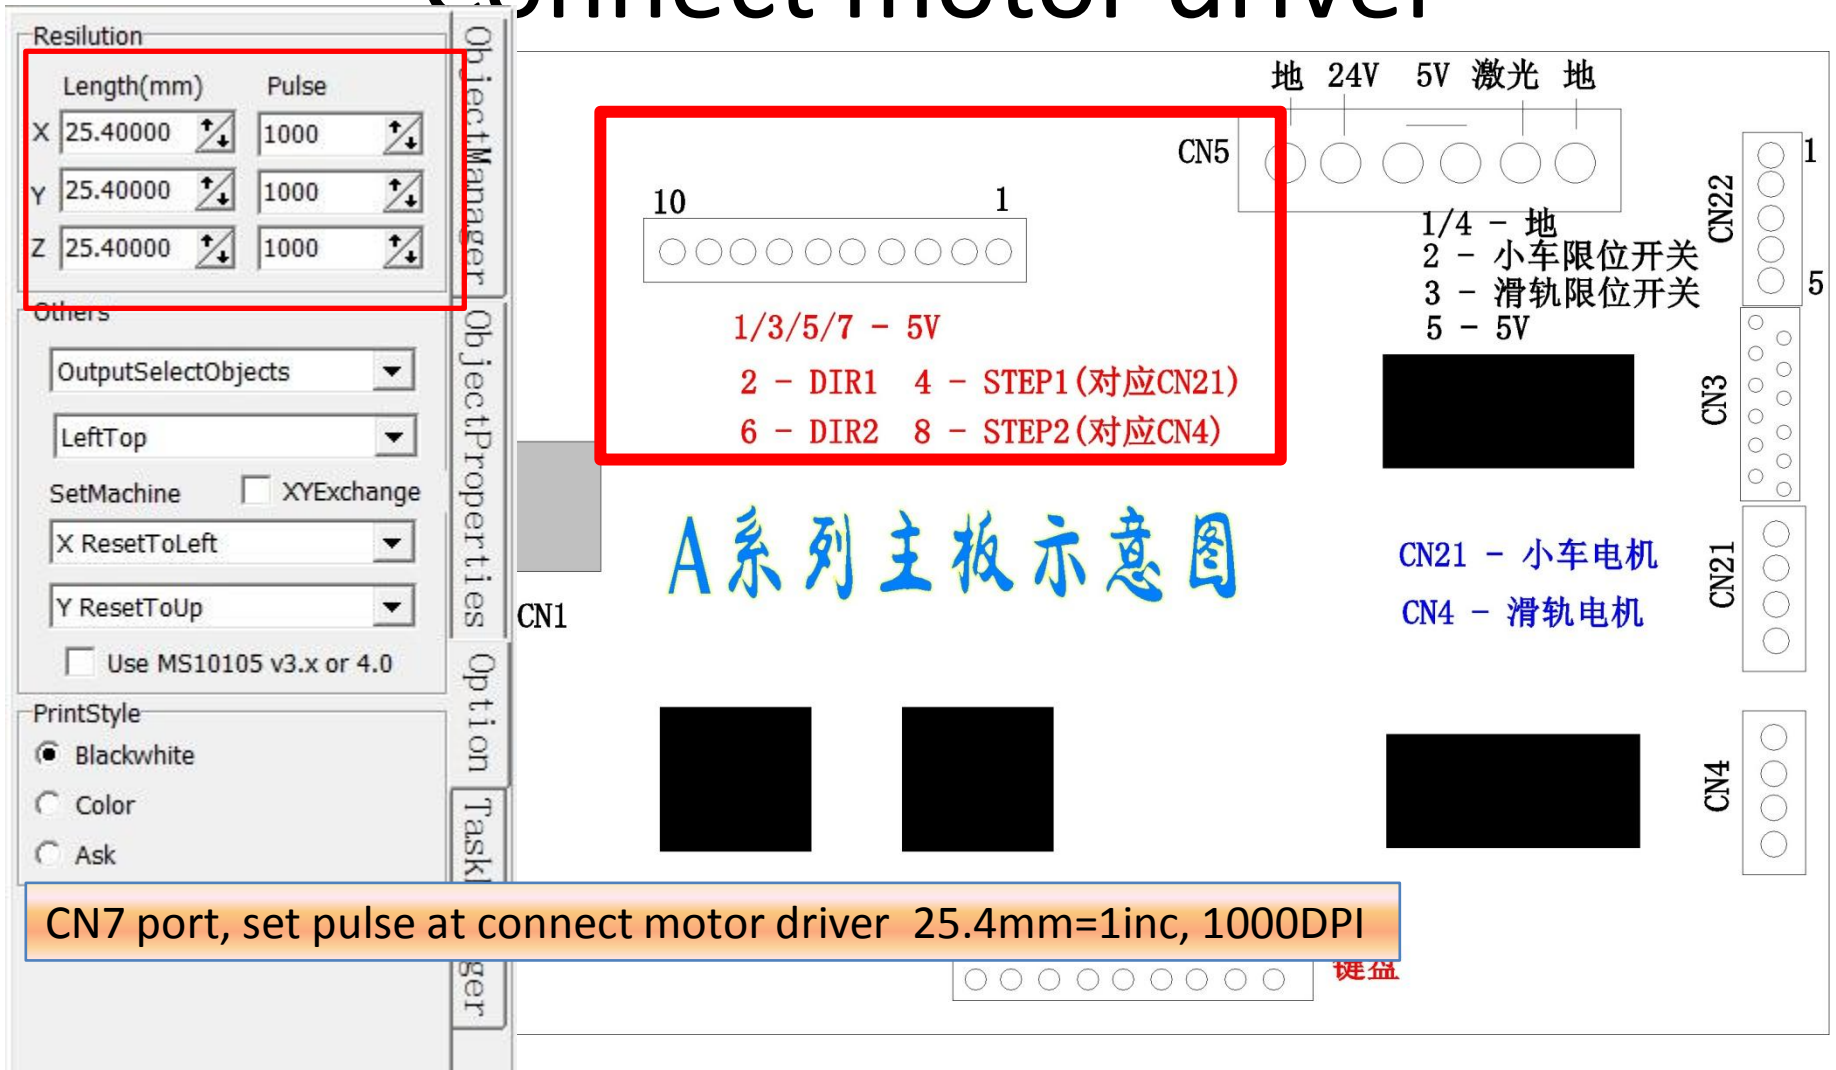 Connect motor driver
Resilution
Length(mm) Pulse
X 25.40000 1000
Y 25.40000 1000
Z 25.40000 1000
Others
OutputSelectObjects
LeftTop
SetMachine XYExchange
X ResetToLeft
Y ResetToUp
Use MS10105 v3.x or 4.0
PrintStyle
Blackwhite
Color
Ask
ObjectManager
ObjectProperties
Option
Task
ger
地 24V 5V 激光 地
CN5
10 1
1/3/5/7 - 5V
2 - DIR1 4 - STEP1(对应CN21)
6 - DIR2 8 - STEP2(对应CN4)
1/4 - 地
2 - 小车限位开关
3 - 滑轨限位开关
5 - 5V
CN22
1
5
CN3
A系列主板示意图
CN1
CN21 - 小车电机
CN4 - 滑轨电机
CN21
CN4
CN7 port, set pulse at connect motor driver 25.4mm=1inc, 1000DPI
键盘